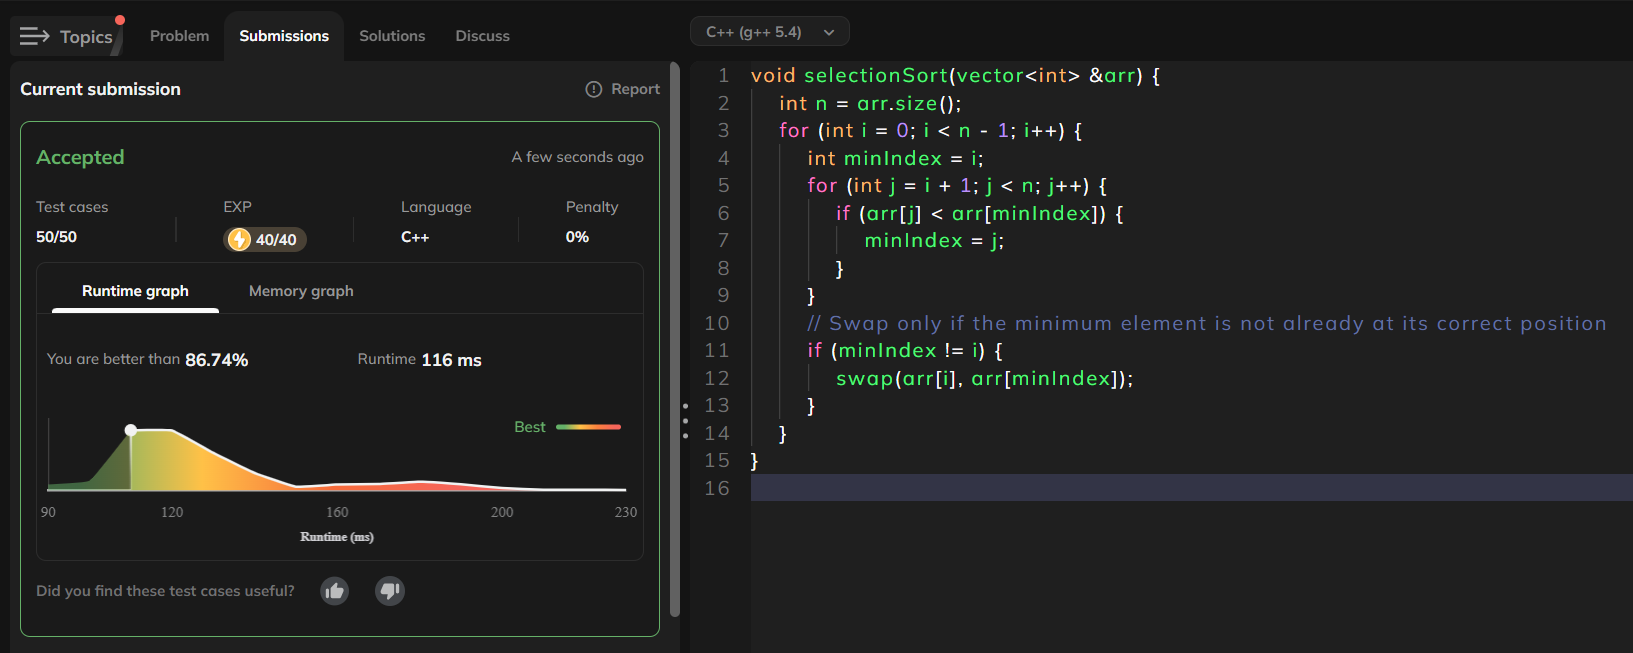 Topics
Problem
Submissions
Solutions
Discuss
C++ (g++ 5.4)
Current submission
Report
Accepted
A few seconds ago
Test cases
EXP
Language
Penalty
50/50
40/40
C++
0%
Runtime graph
Memory graph
You are better than 86.74%
Runtime 116 ms
Best
90 120 160 200 230
Runtime (ms)
Did you find these test cases useful?
1 void selectionSort(vector<int> &arr) {
2 int n = arr.size();
3 for (int i = 0; i < n - 1; i++) {
4 int minIndex = i;
5 for (int j = i + 1; j < n; j++) {
6 if (arr[j] < arr[minIndex]) {
7 minIndex = j;
8 }
9 }
10 // Swap only if the minimum element is not already at its correct position
11 if (minIndex != i) {
12 swap(arr[i], arr[minIndex]);
13 }
14 }
15 }
16